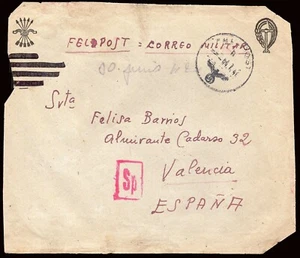 FELDPOST = CORREO MILITAR
Srta
Felisa Barrios
Almirante Cadarso 32
Valencia
ESPAÑA
Sp